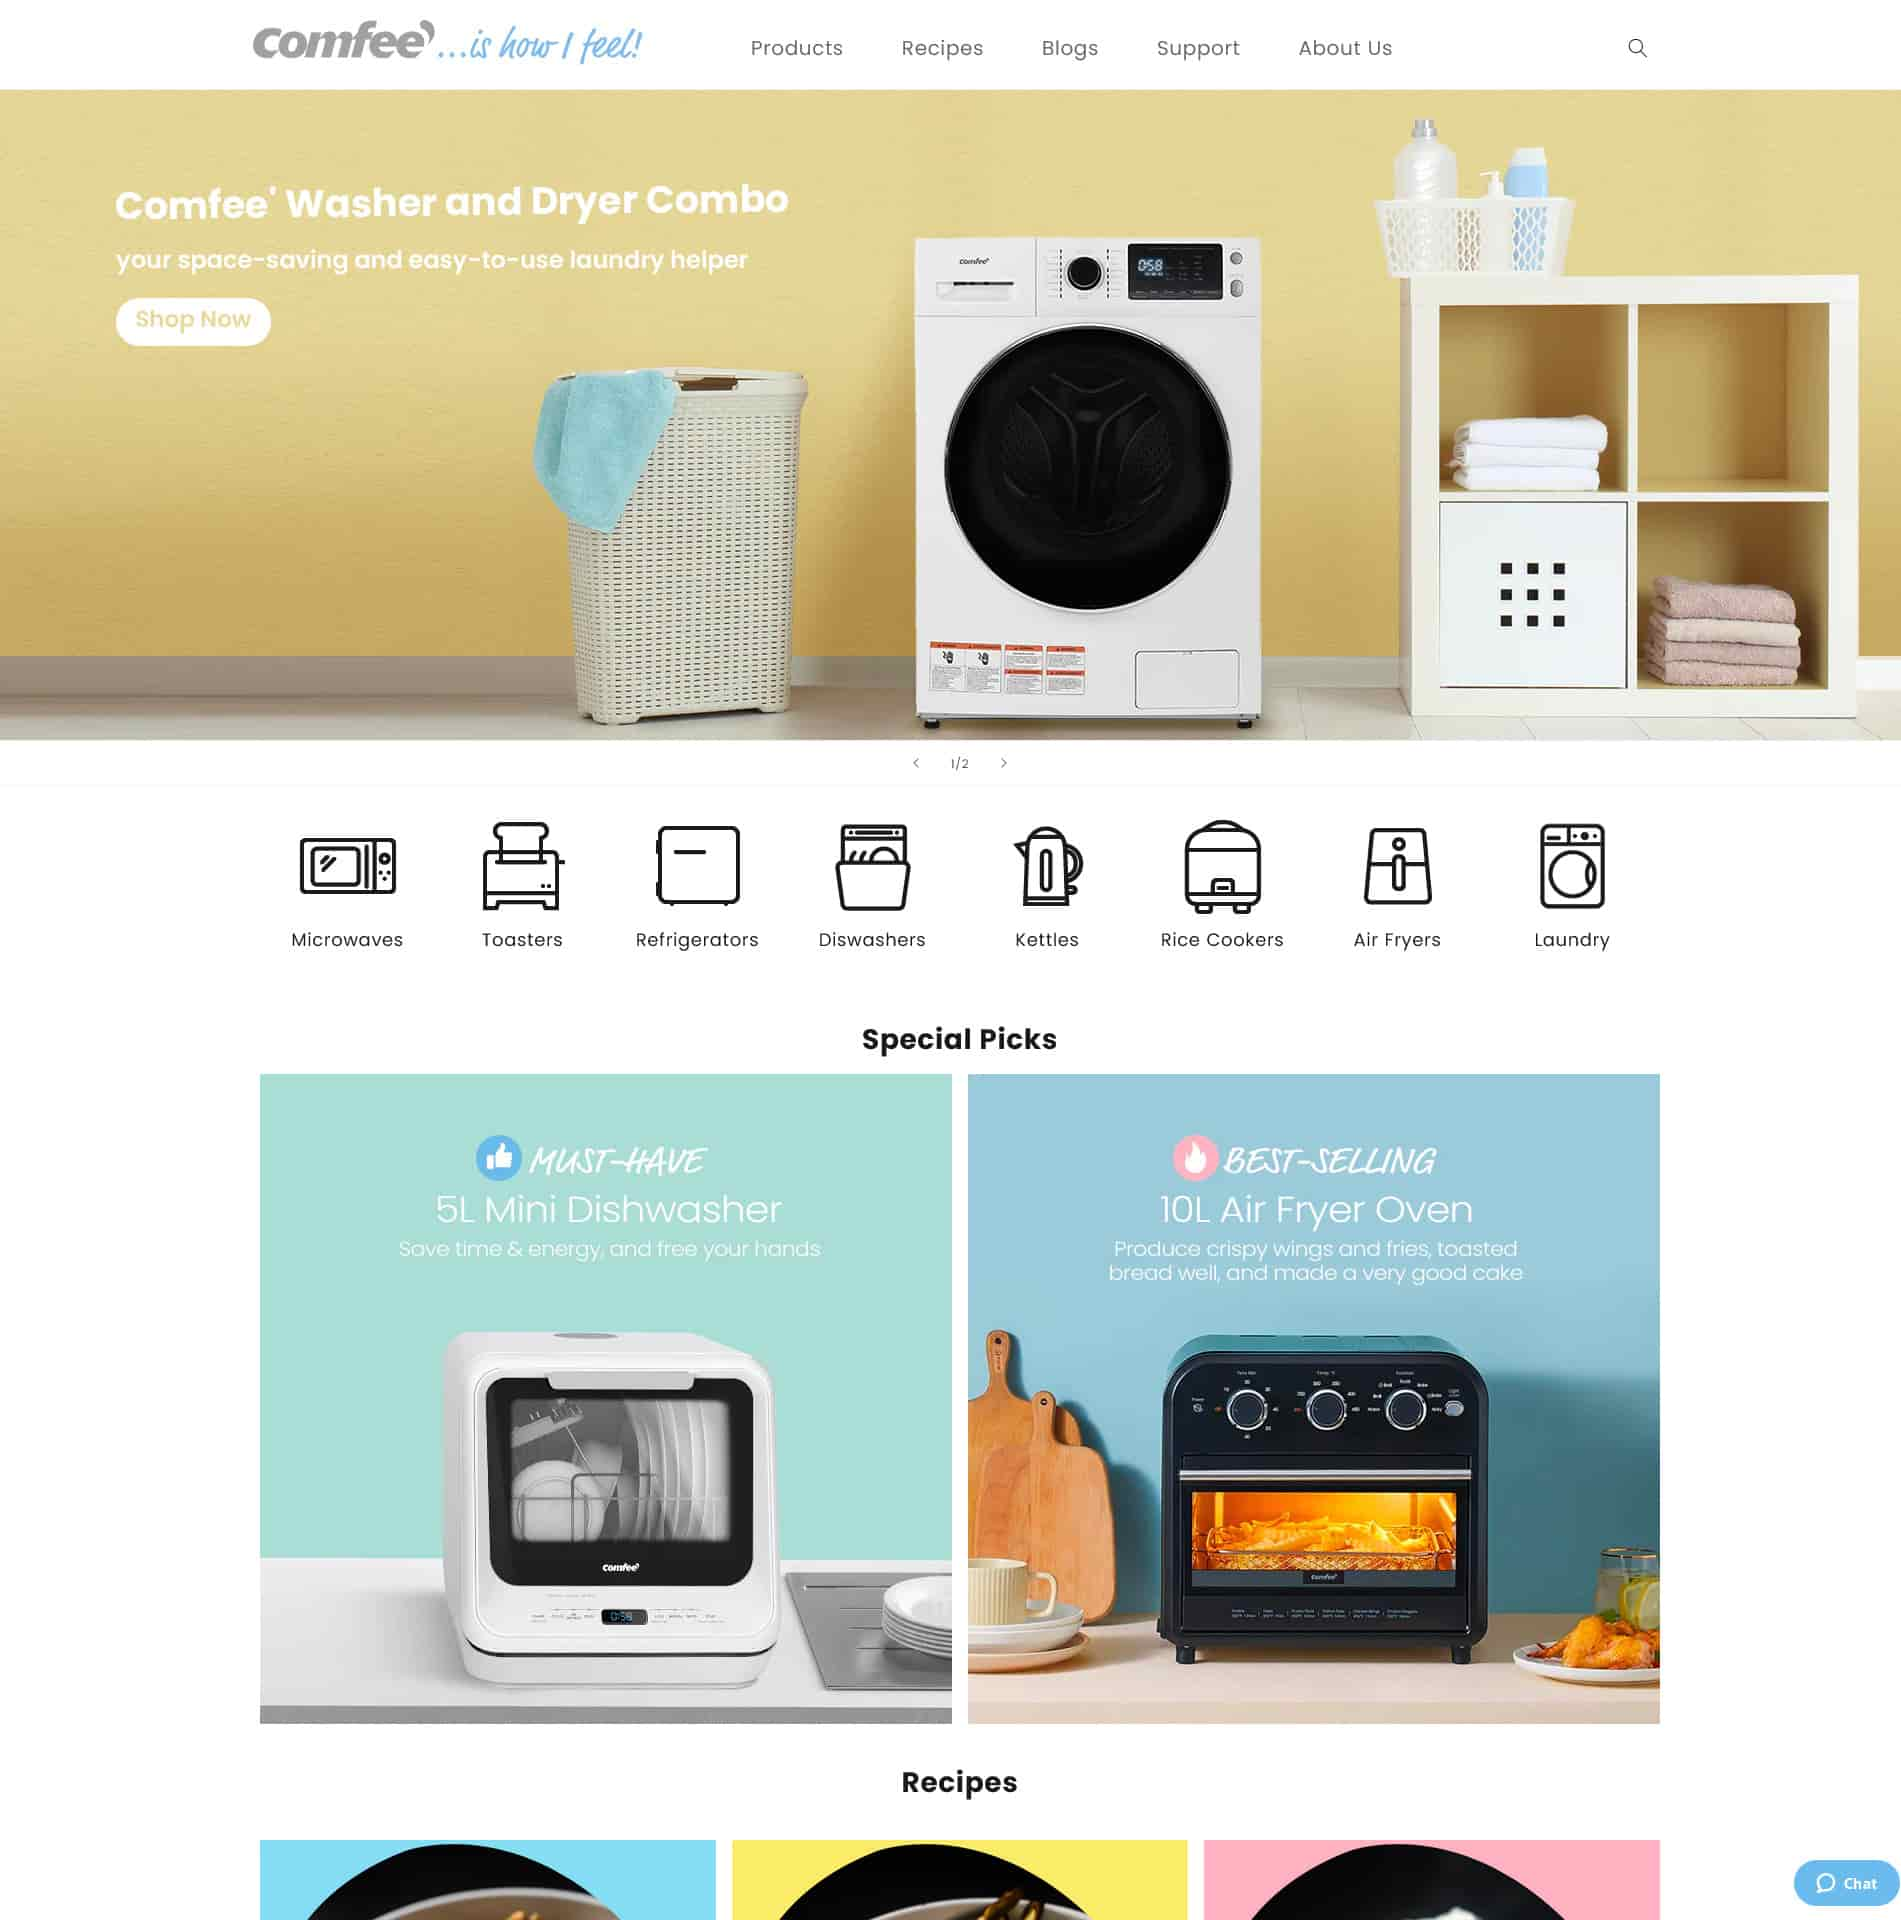 comfee' ...is how I feel!
Products Recipes Blogs Support About Us
Comfee' Washer and Dryer Combo
your space-saving and easy-to-use laundry helper
Shop Now
comfee'
0:58
1/2
Microwaves Toasters Refrigerators Diswashers Kettles Rice Cookers Air Fryers Laundry
Special Picks
MUST-HAVE
5L Mini Dishwasher
Save time & energy, and free your hands
comfee'
0:58
BEST-SELLING
10L Air Fryer Oven
Produce crispy wings and fries, toasted
bread well, and made a very good cake
comfee'
Recipes
Chat